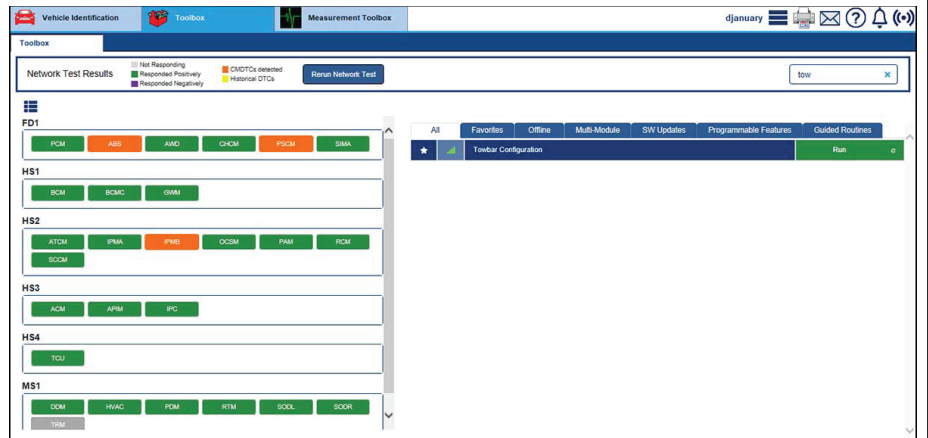 Vehicle Identification Toolbox Measurement Toolbox djanuary
Toolbox
Network Test Results
Not Responding
Responded Positively
Responded Negatively
CMDTCs detected
Historical DTCs
Rerun Network Test
tow ×
FD1
PCM ABS AWD CHCM PSCM SIMA
HS1
BCM BCMC GWM
HS2
ATCM IPMA IPMB OCSM PAM RCM
SCCM
HS3
ACM APIM IPC
HS4
TCU
MS1
DDM HVAC PDM RTM SODL SODR
TRM
All Favorites Offline Multi-Module SW Updates Programmable Features Guided Routines
Towbar Configuration Run